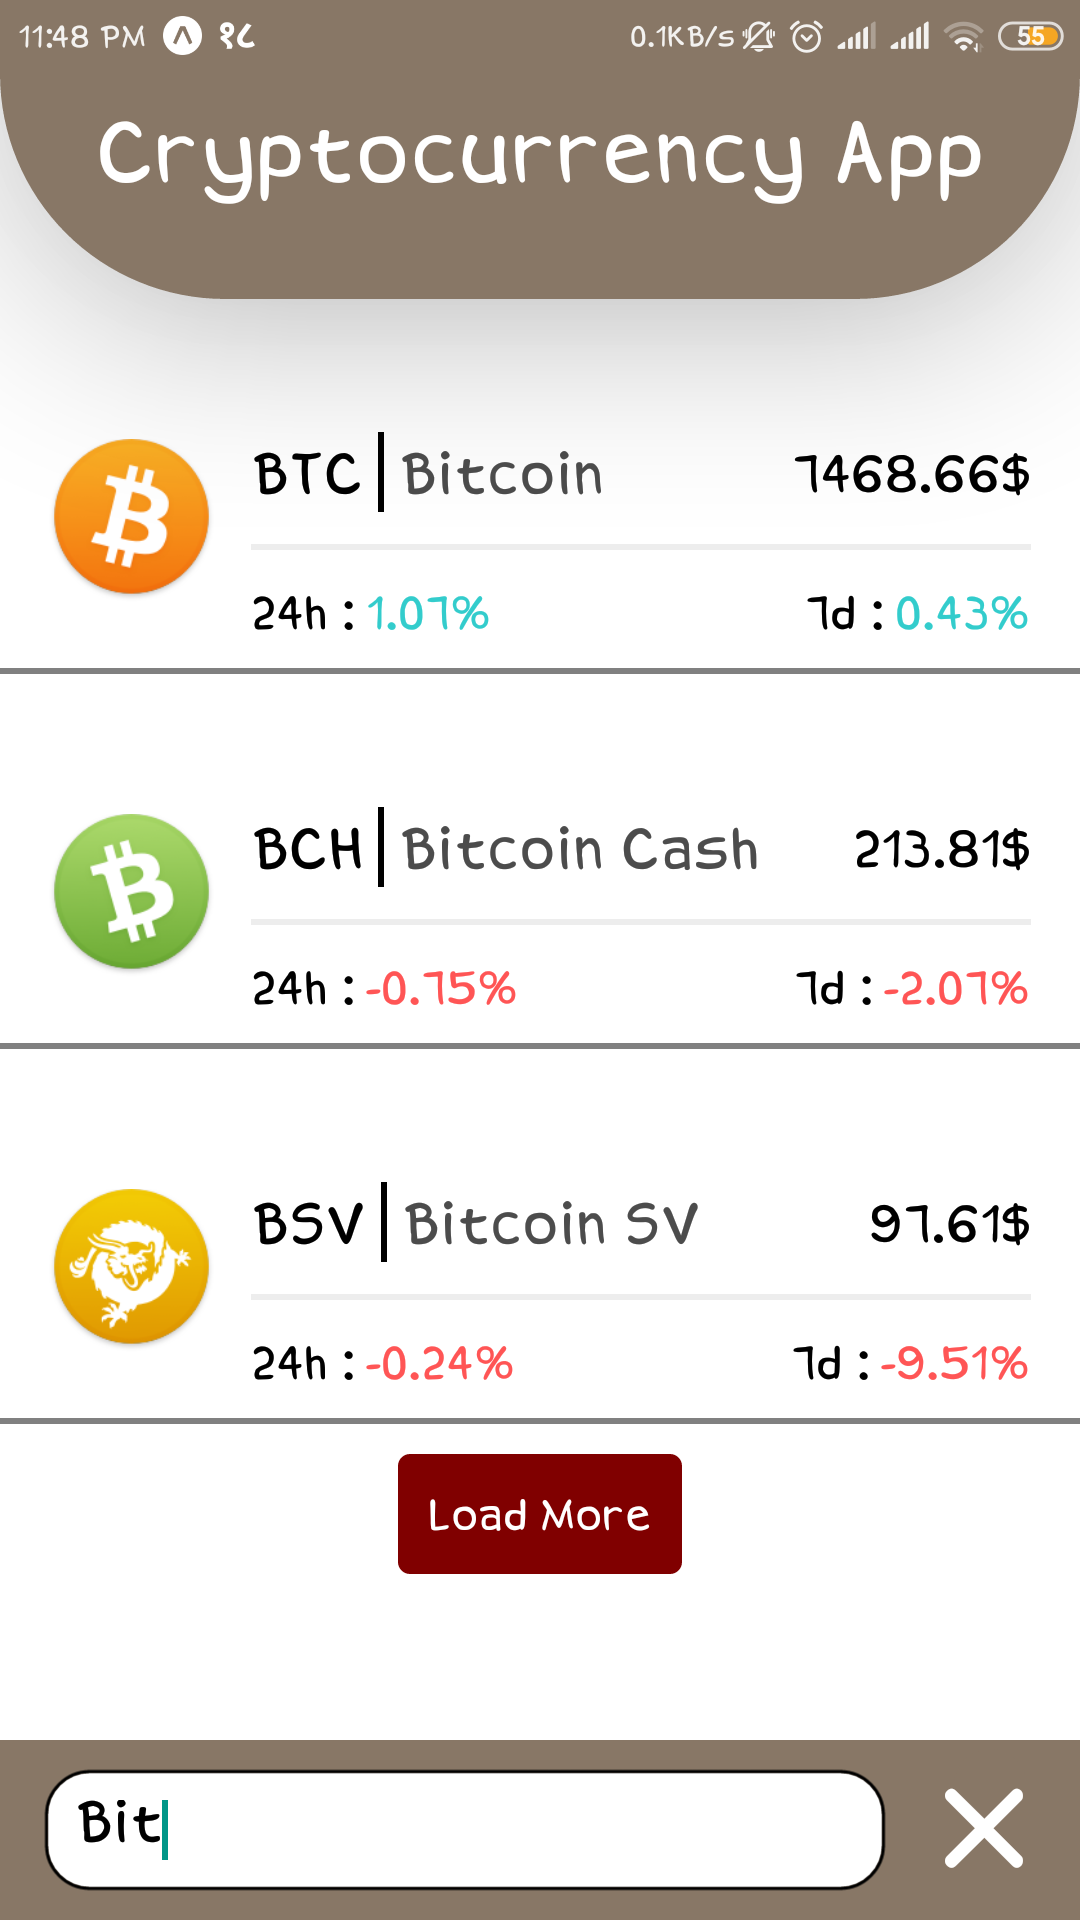 11:48 PM १८ 0.1KB/s 55
Cryptocurrency App
BTC Bitcoin 7468.66$
24h : 1.07% 7d : 0.43%
BCH Bitcoin Cash 213.81$
24h : -0.75% 7d : -2.07%
BSV Bitcoin SV 97.61$
24h : -0.24% 7d : -9.51%
Load More
Bit